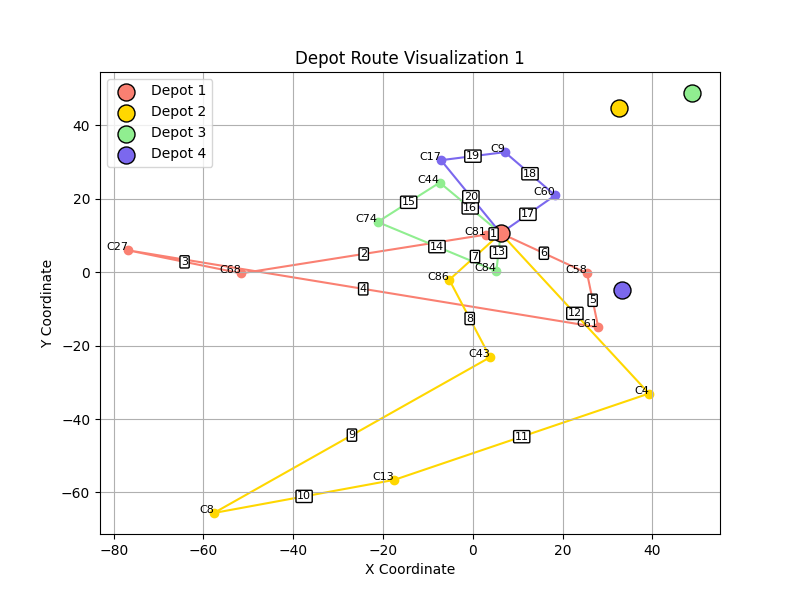 Depot Route Visualization 1
Depot 1
Depot 2
Depot 3
Depot 4
Y Coordinate
40
20
0
−20
−40
−60
C17
19
C9
18
C44
C60
20
15
16
17
C74
C81
1
C27
14
13
6
2
7
3
C68
C84
C58
C86
4
5
8
12
C61
C43
C4
9
11
C13
10
C8
−80
−60
−40
−20
0
20
40
X Coordinate